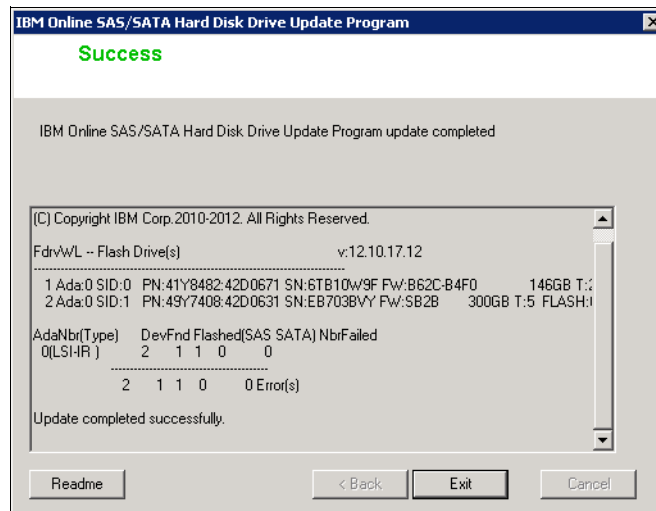 IBM Online SAS/SATA Hard Disk Drive Update Program
Success
IBM Online SAS/SATA Hard Disk Drive Update Program update completed
(C) Copyright IBM Corp.2010-2012. All Rights Reserved.
FdrvWL -- Flash Drive(s) v:12.10.17.12
--------------------------------------------------------------------------
1 Ada:0 SID:0 PN:41Y8482:42D0671 SN:6TB10W9F FW:B62C-B4F0 146GB T:2
2 Ada:0 SID:1 PN:49Y7408:42D0631 SN:EB703BVY FW:SB2B 300GB T:5 FLASH:
AdaNbr(Type) DevFnd Flashed(SAS SATA) NbrFailed
0(LSI-IR ) 2 1 1 0 0
-------------------------------------------
2 1 1 0 0 Error(s)
Update completed successfully.
Readme < Back Exit Cancel